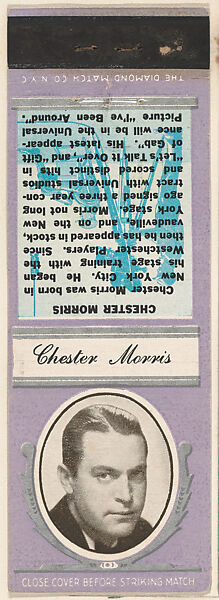 THE DIAMOND MATCH CO. N.Y.C.
CHESTER MORRIS
Chester Morris was born in
New York City. He began
his stage training with the
Westchester Players. Since
then he has appeared in stock,
vaudeville, and on the New
York stage. Morris not long
ago signed a three year con-
tract with Universal studios
and scored distinct hits in
"Let's Talk It Over" and "Gift
of Gab". His latest appear-
ance will be in the Universal
Picture "I've Been Around".
Chester Morris
CLOSE COVER BEFORE STRIKING MATCH